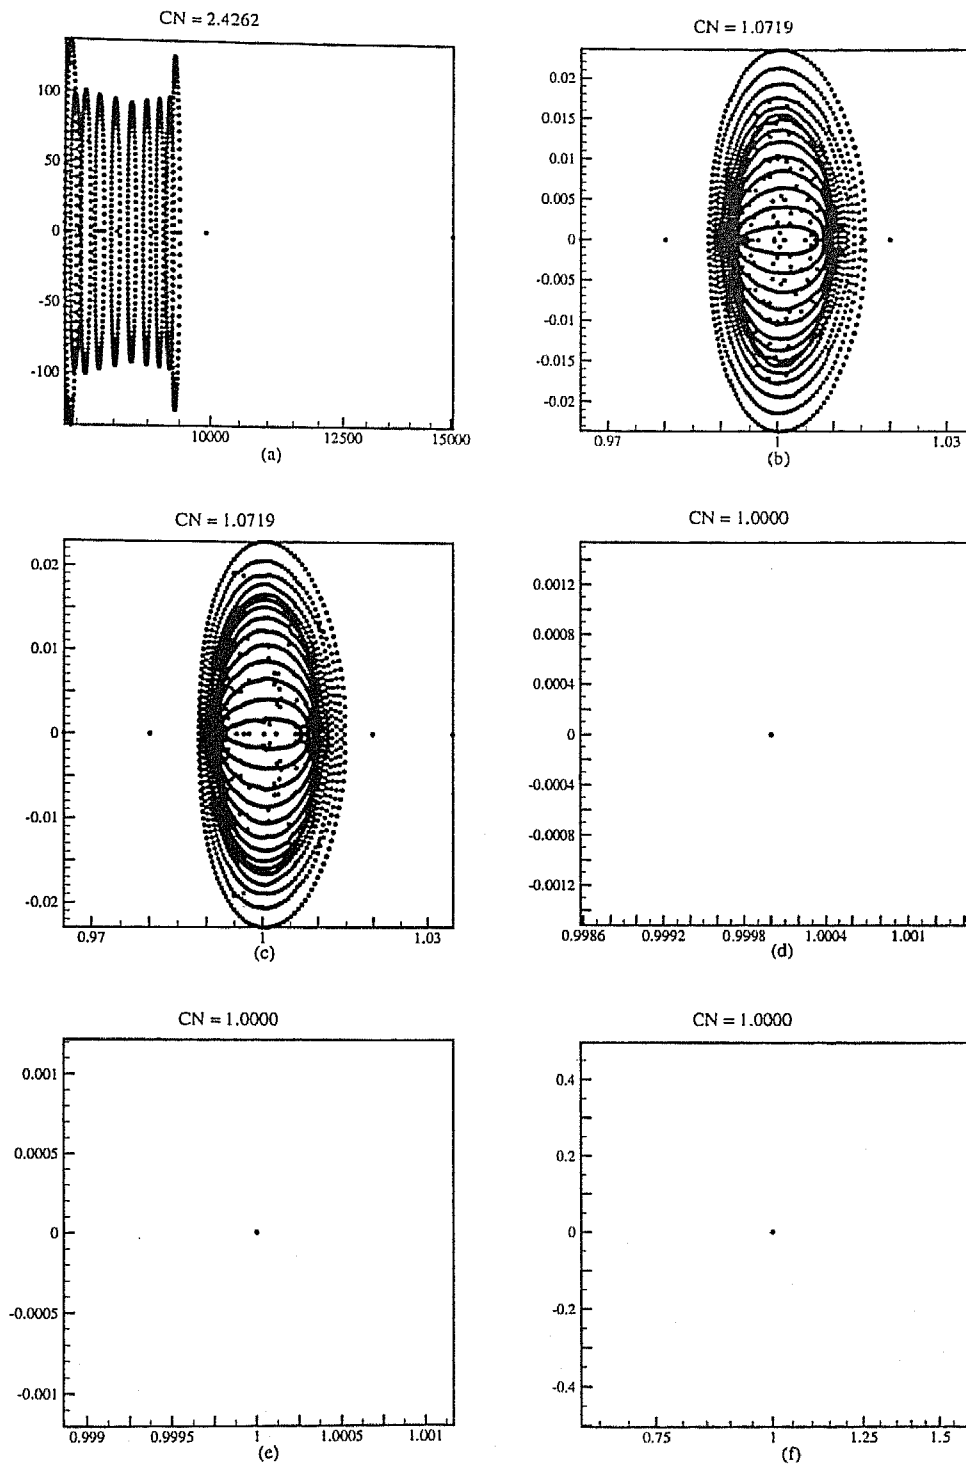 CN = 2.4262
100
50
0
-50
-100
10000 12500 15000
(a)
CN = 1.0719
0.02
0.015
0.01
0.005
0
-0.005
-0.01
-0.015
-0.02
0.97 1 1.03
(b)
CN = 1.0719
0.02
0.01
0
-0.01
-0.02
0.97 1 1.03
(c)
CN = 1.0000
0.0012
0.0008
0.0004
0
-0.0004
-0.0008
-0.0012
0.9986 0.9992 0.9998 1.0004 1.001
(d)
CN = 1.0000
0.001
0.0005
0
-0.0005
-0.001
0.999 0.9995 1 1.0005 1.001
(e)
CN = 1.0000
0.4
0.2
0
-0.2
-0.4
0.75 1 1.25 1.5
(f)